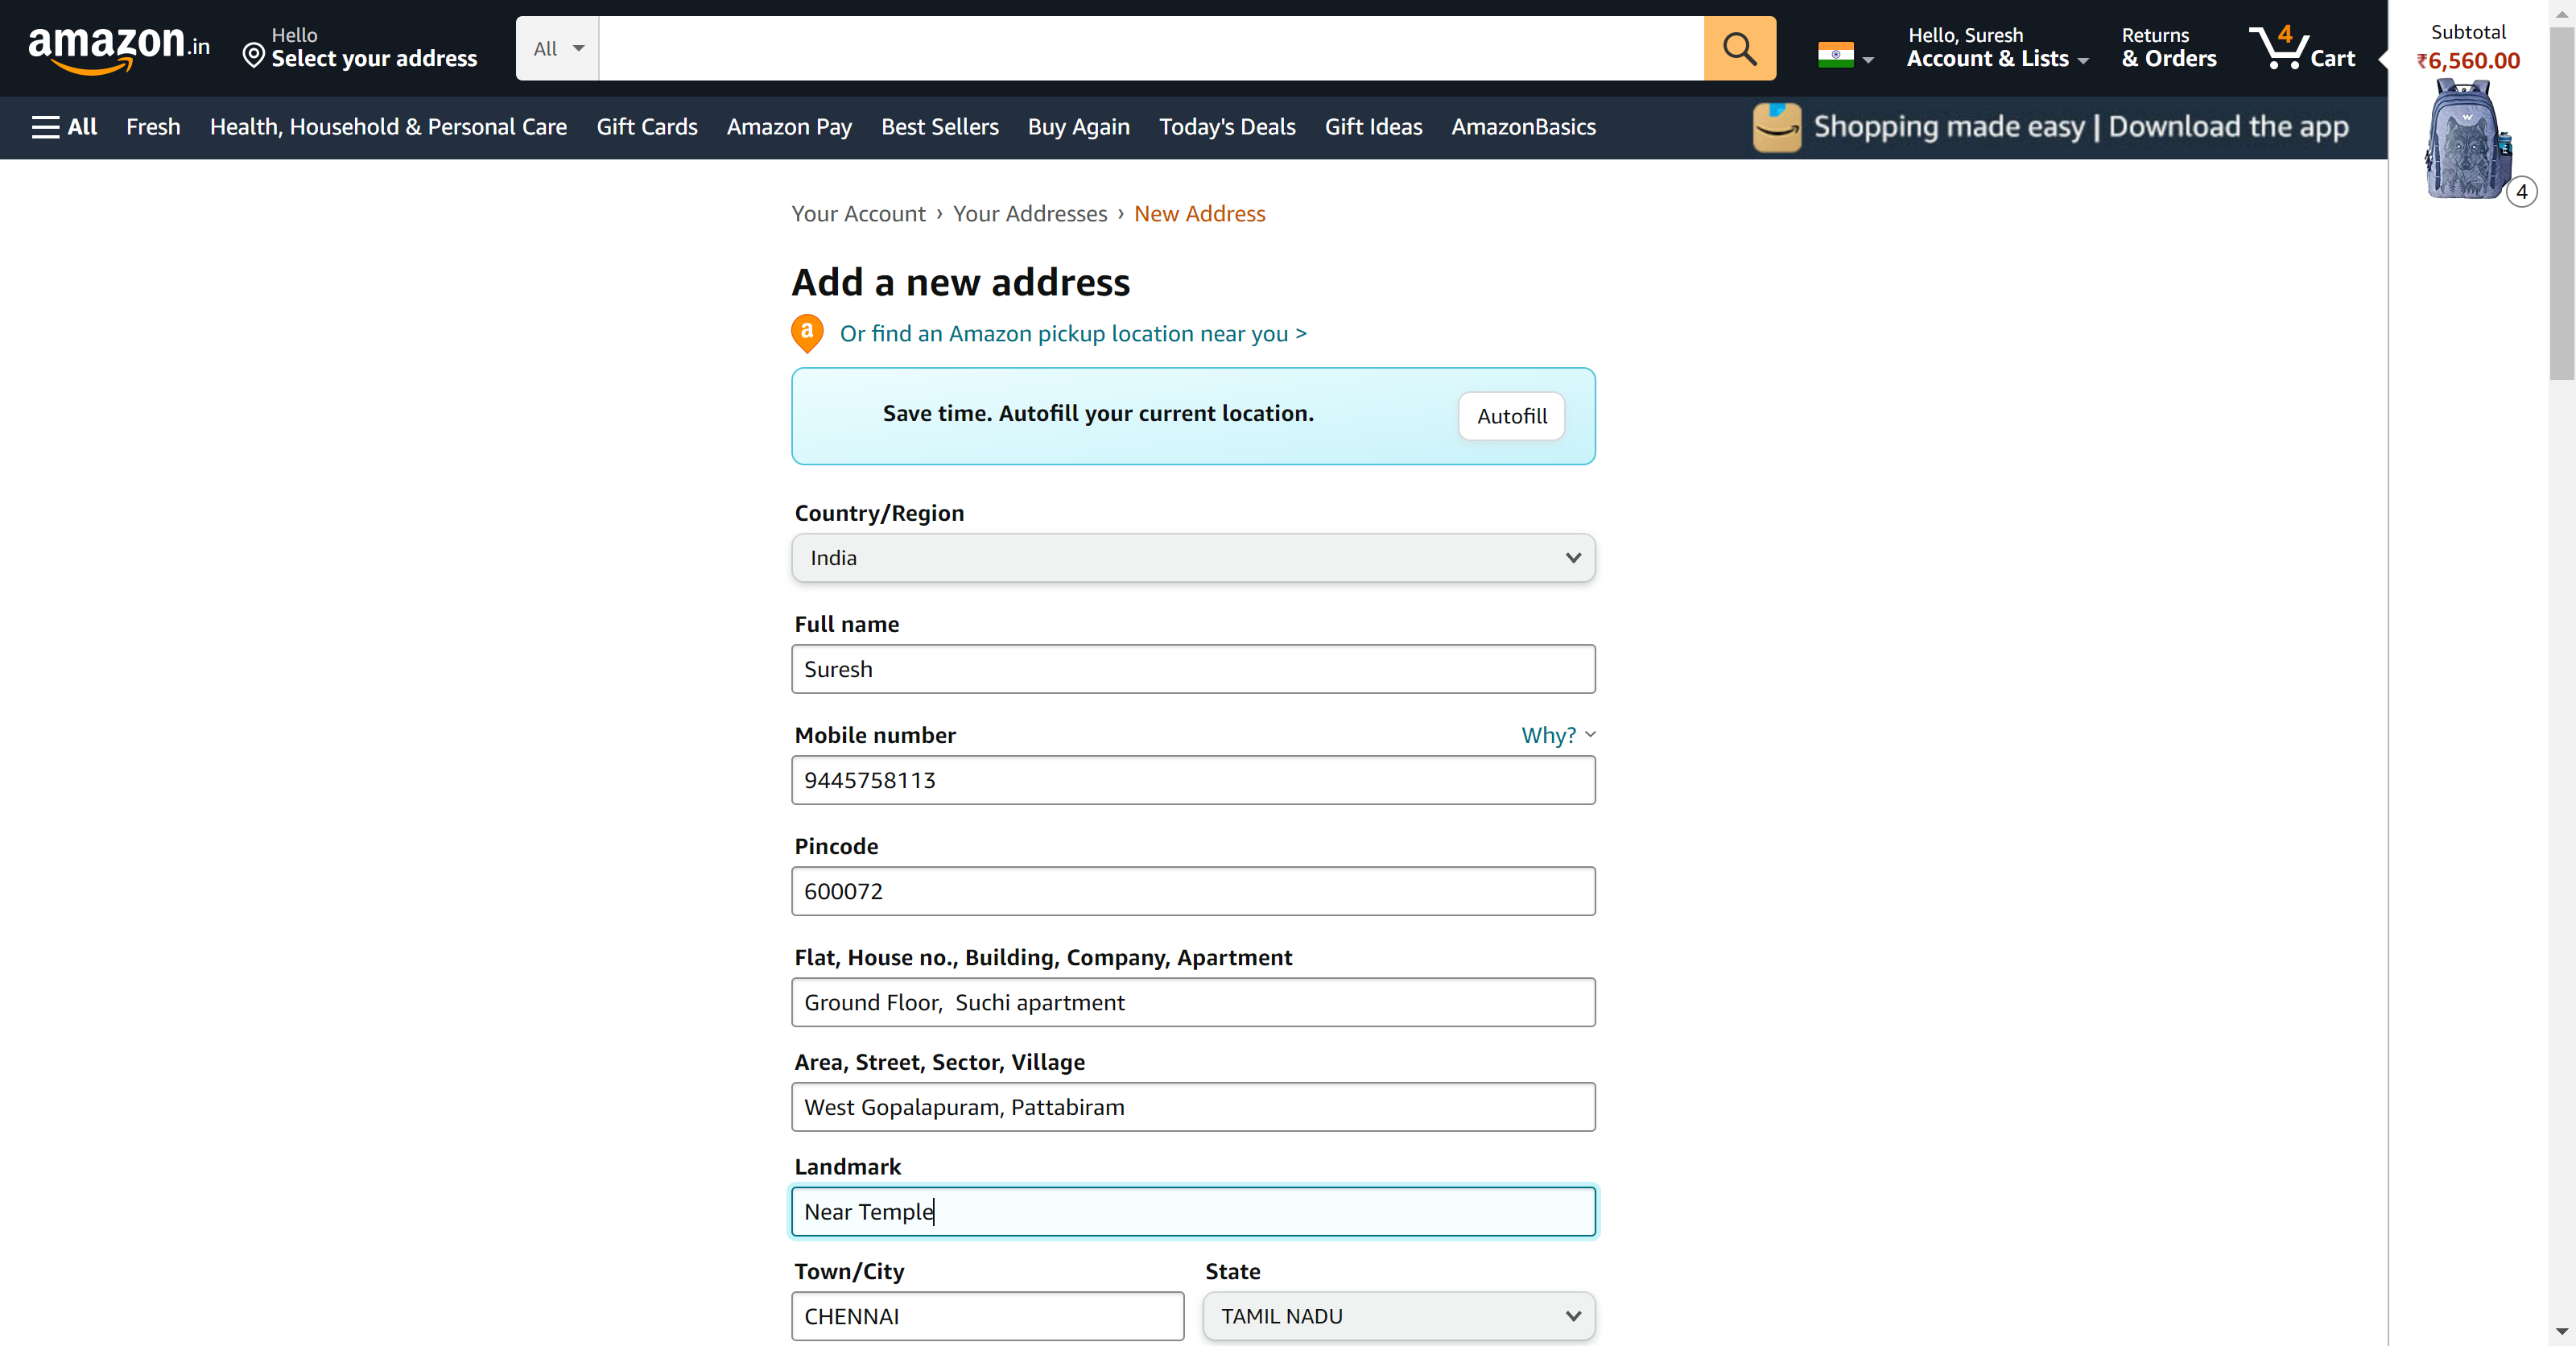 amazon.in
Hello
Select your address
All
Hello, Suresh
Account & Lists
Returns
& Orders
4
Cart
Subtotal
₹6,560.00
4
All
Fresh
Health, Household & Personal Care
Gift Cards
Amazon Pay
Best Sellers
Buy Again
Today's Deals
Gift Ideas
AmazonBasics
Shopping made easy | Download the app
Your Account › Your Addresses › New Address
Add a new address
a
Or find an Amazon pickup location near you >
Save time. Autofill your current location.
Autofill
Country/Region
India
Full name
Suresh
Mobile number
Why?
9445758113
Pincode
600072
Flat, House no., Building, Company, Apartment
Ground Floor,  Suchi apartment
Area, Street, Sector, Village
West Gopalapuram, Pattabiram
Landmark
Near Temple
Town/City
State
CHENNAI
TAMIL NADU